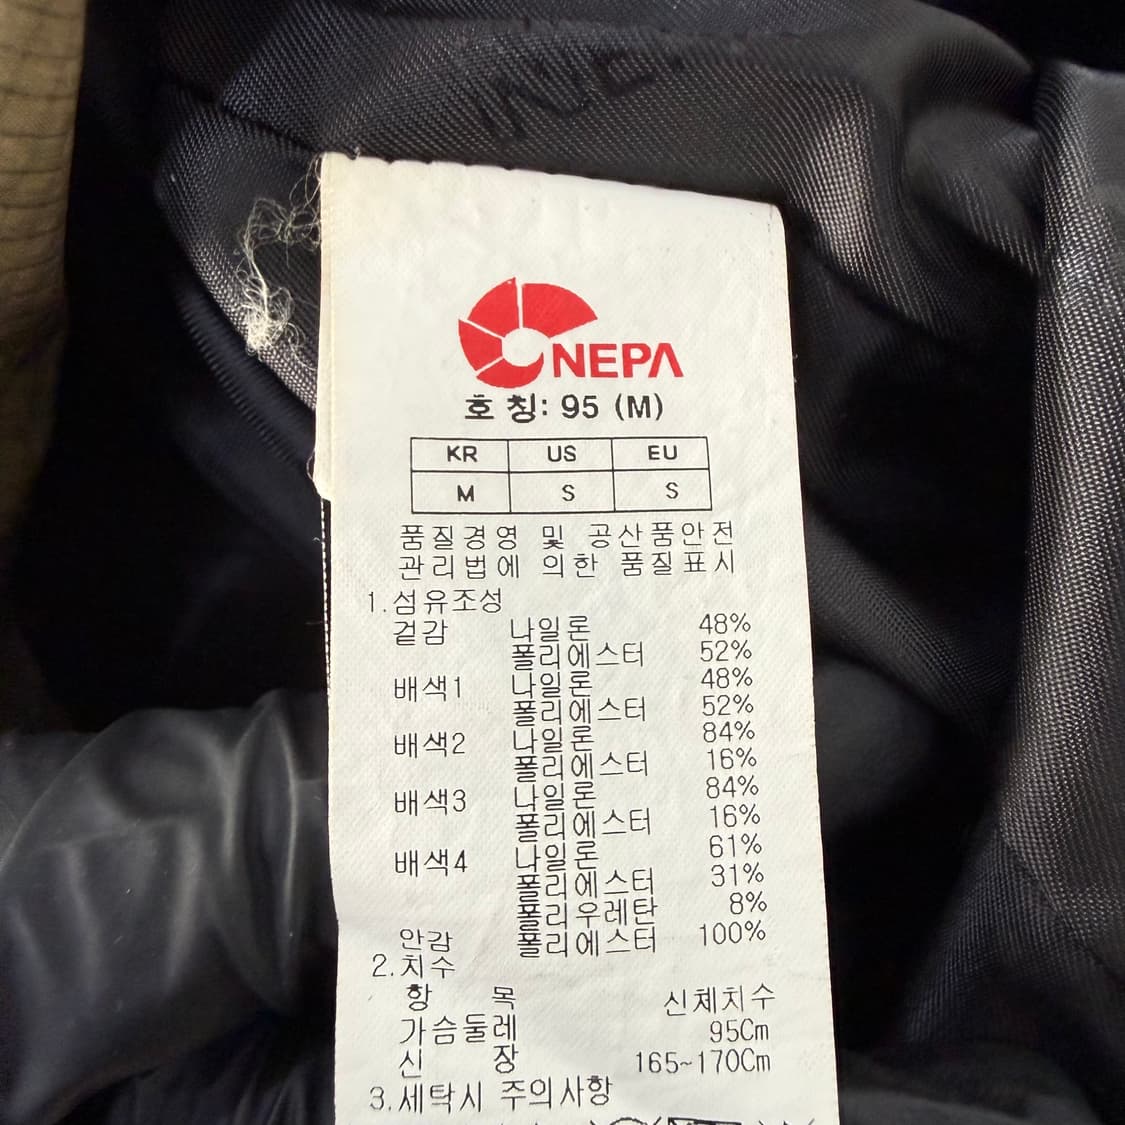 NEPA
호 칭: 95 (M)
KR US EU
M S S
품질경영 및 공산품안전
관리법에 의한 품질표시
1.섬유조성
겉감 나일론 48%
폴리에스터 52%
배색1 나일론 48%
폴리에스터 52%
배색2 나일론 84%
폴리에스터 16%
배색3 나일론 84%
폴리에스터 16%
배색4 나일론 61%
폴리에스터 31%
폴리우레탄 8%
안감 폴리에스터 100%
2.치수
항 목 신체치수
가슴둘레 95Cm
신 장 165~170Cm
3.세탁시 주의사항